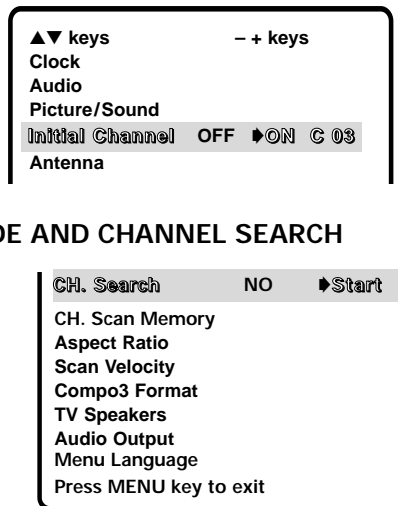 ▲▼ keys – + keys
Clock
Audio
Picture/Sound
Initial Channel OFF ➧ON C 03
Antenna
DE AND CHANNEL SEARCH
CH. Search NO ➧Start
CH. Scan Memory
Aspect Ratio
Scan Velocity
Compo3 Format
TV Speakers
Audio Output
Menu Language
Press MENU key to exit